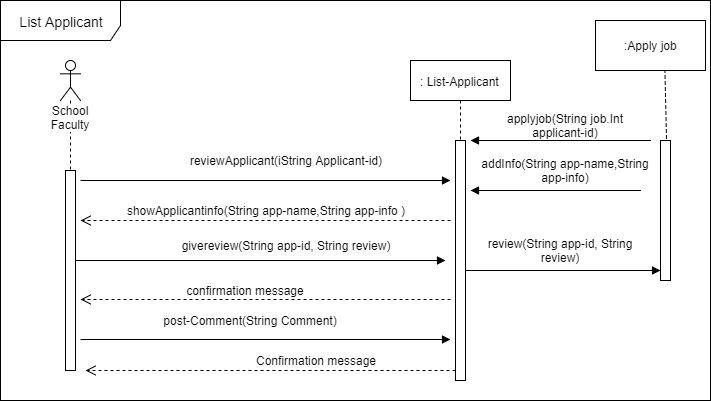 List Applicant
:Apply job
: List-Applicant
School
Faculty
applyjob(String job.Int
applicant-id)
reviewApplicant(iString Applicant-id)
addInfo(String app-name,String
app-info)
showApplicantinfo(String app-name,String app-info )
givereview(String app-id, String review)
review(String app-id, String
review)
confirmation message
post-Comment(String Comment)
Confirmation message